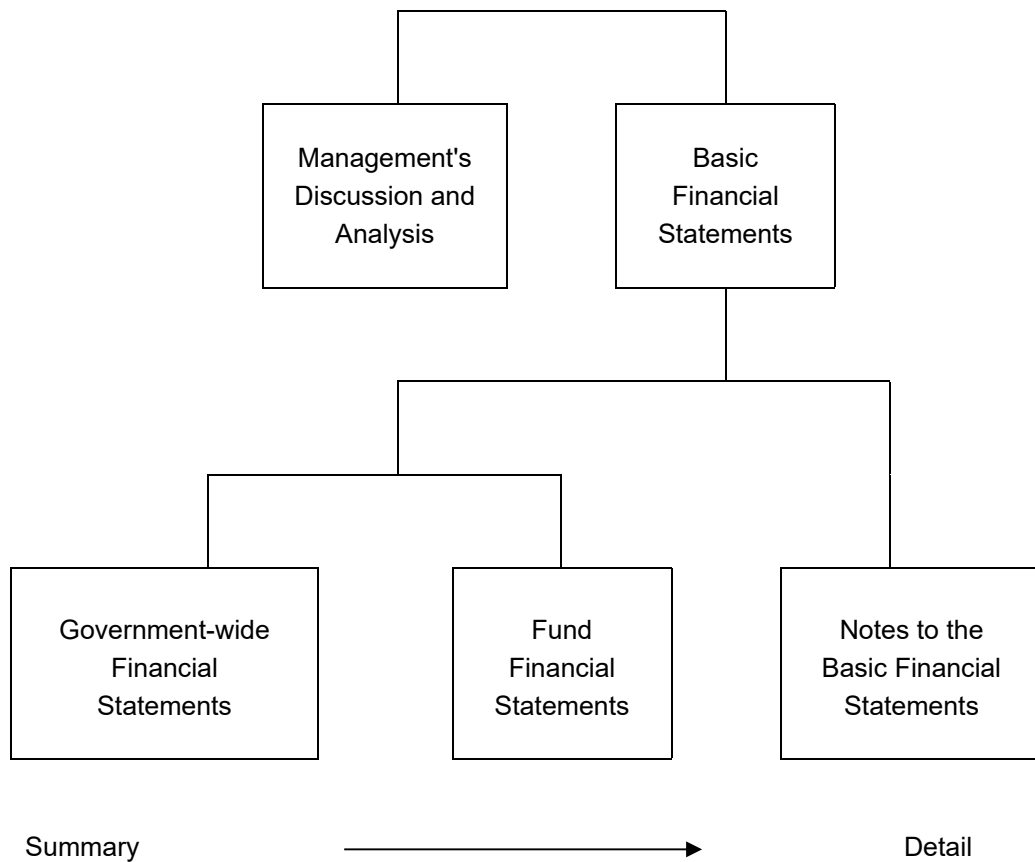 Management's
Discussion and
Analysis
Basic
Financial
Statements
Government-wide
Financial
Statements
Fund
Financial
Statements
Notes to the
Basic Financial
Statements
Summary
Detail